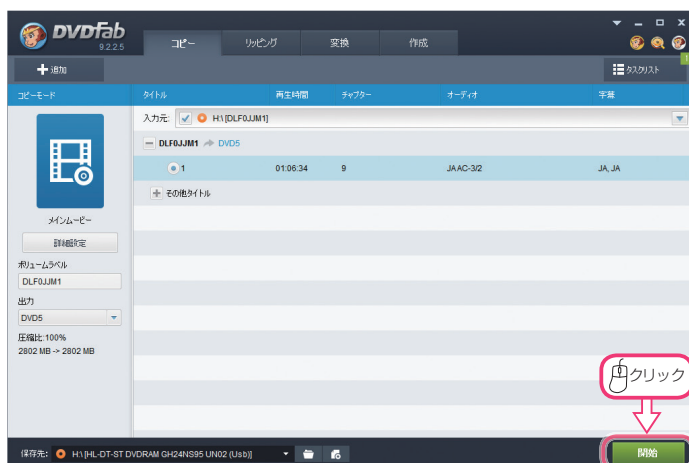 DVDFab
9.2.2.5
コピー
リッピング
変換
作成
追加
タスクリスト
1
コピーモード
タイトル
再生時間
チャプター
オーディオ
字幕
入力元: H:\ [DLF0JJM1]
DLF0JJM1 DVD5
1 01:06:34 9 JA AC-3/2 JA, JA
その他タイトル
メインムービー
詳細設定
ボリュームラベル
DLF0JJM1
出力
DVD5
圧縮比:100%
2802 MB -> 2802 MB
クリック
保存先: H:\ [HL-DT-ST DVDRAM GH24NS95 UN02 (Usb)]
開始